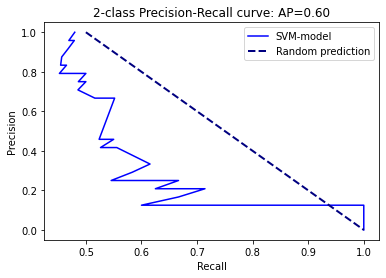 2-class Precision-Recall curve: AP=0.60
SVM-model
Random prediction
Precision
1.0
0.8
0.6
0.4
0.2
0.0
0.5 0.6 0.7 0.8 0.9 1.0
Recall